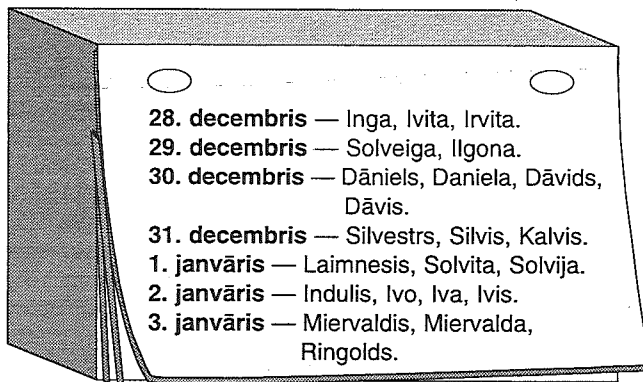 28. decembris — Inga, Ivita, Irvita.
29. decembris — Solveiga, Ilgona.
30. decembris — Dāniels, Daniela, Dāvids,
Dāvis.
31. decembris — Silvestrs, Silvis, Kalvis.
1. janvāris — Laimnesis, Solvita, Solvija.
2. janvāris — Indulis, Ivo, Iva, Ivis.
3. janvāris — Miervaldis, Miervalda,
Ringolds.